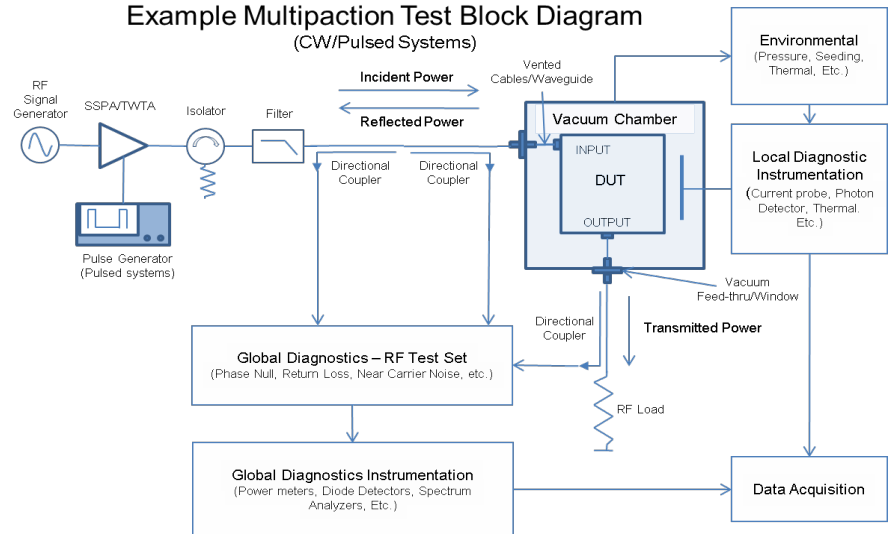 Example Multipaction Test Block Diagram
(CW/Pulsed Systems)
RF
Signal
Generator
SSPA/TWTA
Isolator
Filter
Incident Power
Reflected Power
Vented
Cables/Waveguide
Environmental
(Pressure, Seeding,
Thermal, Etc.)
Vacuum Chamber
INPUT
DUT
OUTPUT
Directional
Coupler
Directional
Coupler
Local Diagnostic
Instrumentation
(Current probe, Photon
Detector, Thermal.
Etc.)
Pulse Generator
(Pulsed systems)
Vacuum
Feed-thru/Window
Directional
Coupler
Transmitted Power
Global Diagnostics – RF Test Set
(Phase Null, Return Loss, Near Carrier Noise, etc.)
RF Load
Global Diagnostics Instrumentation
(Power meters, Diode Detectors, Spectrum
Analyzers, Etc.)
Data Acquisition